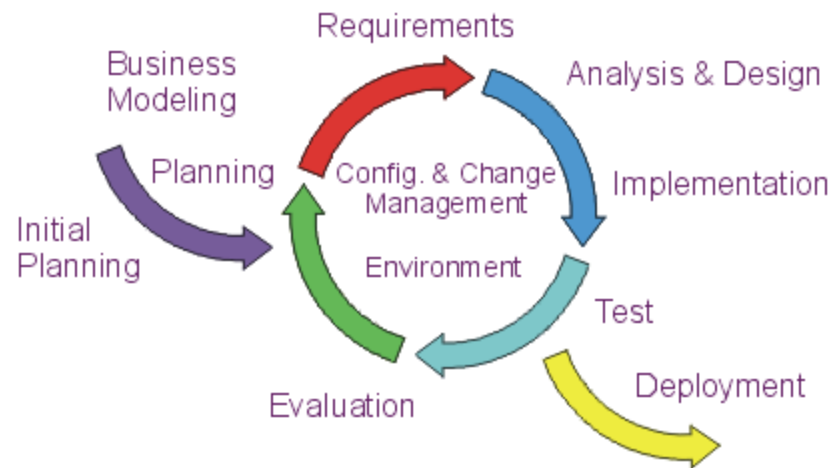 Requirements
Business
Modeling
Analysis & Design
Planning
Config. & Change
Management
Implementation
Initial
Planning
Environment
Test
Evaluation
Deployment